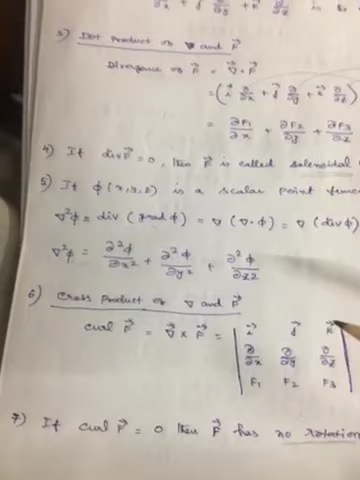 ∂x + j ∂/∂y + k ∂z is
3) Dot Product of ∇ and F⃗
Divergence of F⃗ = ∇⃗ · F⃗
= (i⃗ ∂/∂x + j⃗ ∂/∂y + k⃗ ∂/∂z)
= ∂F1/∂x + ∂F2/∂y + ∂F3/∂z
4) If div F⃗ = 0, then F⃗ is called solenoidal
5) If ϕ(x,y,z) is a scalar point
∇²ϕ = div (grad ϕ) = ∇ (∇·ϕ) = ∇ (div ϕ)
∇²ϕ = ∂²ϕ/∂x² + ∂²ϕ/∂y² + ∂²ϕ/∂z2
6) Cross Product of ∇ and F⃗
curl F⃗ = ∇⃗ x F⃗ = | i⃗ j⃗ k⃗ |
∂/∂x ∂/∂y ∂/∂z
F1 F2 F3
7) If curl F⃗ = 0 then F⃗ has no rotation